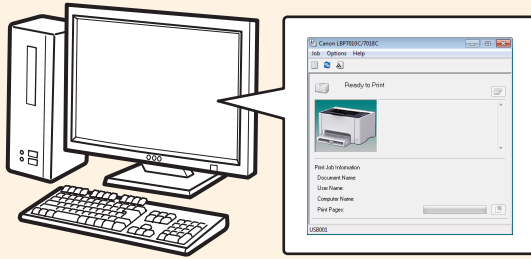 Canon LBP7010C/7018C
Job Options Help
Ready to Print
Print Job Infomation
Document Name:
User Name:
Computer Name:
Print Pages:
USB001